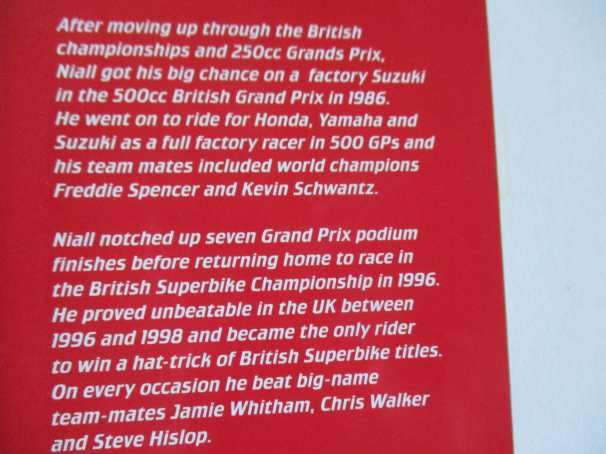 After moving up through the British
championships and 250cc Grands Prix,
Niall got his big chance on a factory Suzuki
in the 500cc British Grand Prix in 1986.
He went on to ride for Honda, Yamaha and
Suzuki as a full factory racer in 500 GPs and
his team mates included world champions
Freddie Spencer and Kevin Schwantz.
Niall notched up seven Grand Prix podium
finishes before returning home to race in
the British Superbike Championship in 1996.
He proved unbeatable in the UK between
1996 and 1998 and became the only rider
to win a hat-trick of British Superbike titles.
On every occasion he beat big-name
team-mates Jamie Whitham, Chris Walker
and Steve Hislop.